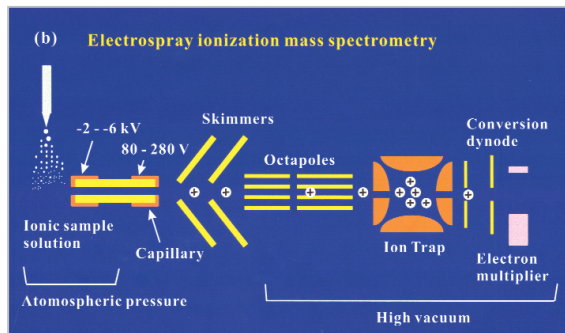 (b) Electrospray ionization mass spectrometry
-2 - -6 kV
80 - 280 V
Skimmers
Octapoles
Conversion
dynode
Ionic sample
solution
Capillary
Ion Trap
Electron
multiplier
Atomospheric pressure
High vacuum